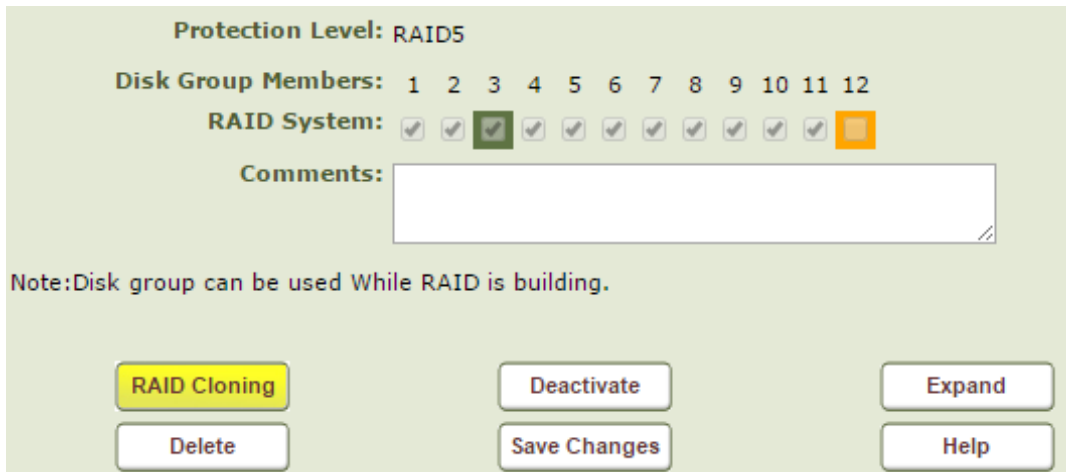 Protection Level: RAID5
Disk Group Members: 1 2 3 4 5 6 7 8 9 10 11 12
RAID System:
Comments:
Note:Disk group can be used While RAID is building.
RAID Cloning Deactivate Expand
Delete Save Changes Help